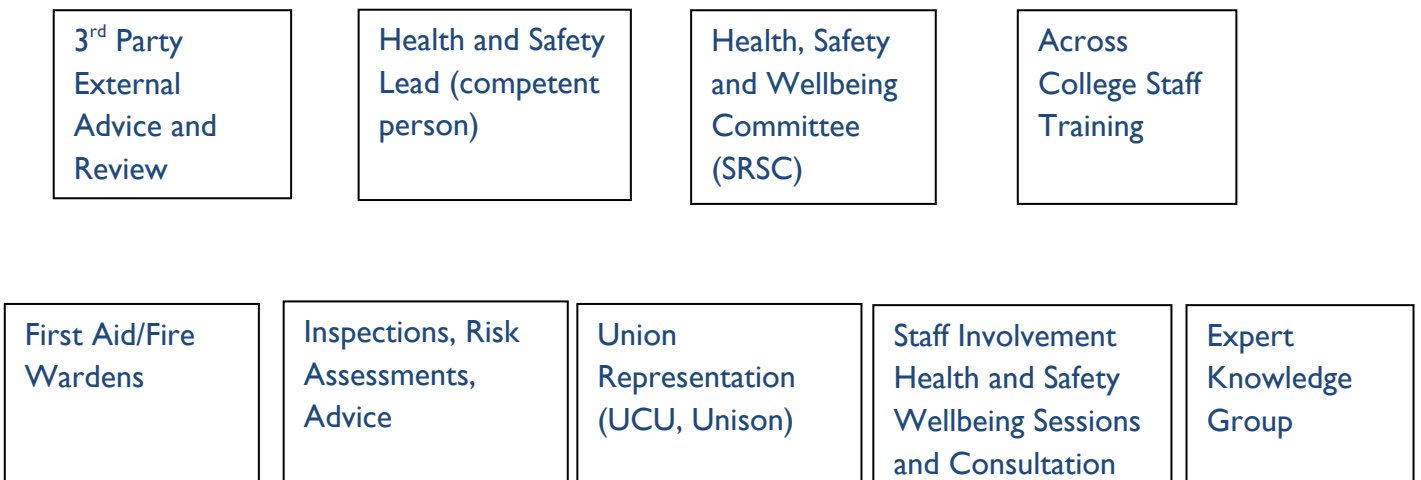 3rd Party
External
Advice and
Review
Health and Safety
Lead (competent
person)
Health, Safety
and Wellbeing
Committee
(SRSC)
Across
College Staff
Training
First Aid/Fire
Wardens
Inspections, Risk
Assessments,
Advice
Union
Representation
(UCU, Unison)
Staff Involvement
Health and Safety
Wellbeing Sessions
and Consultation
Expert
Knowledge
Group